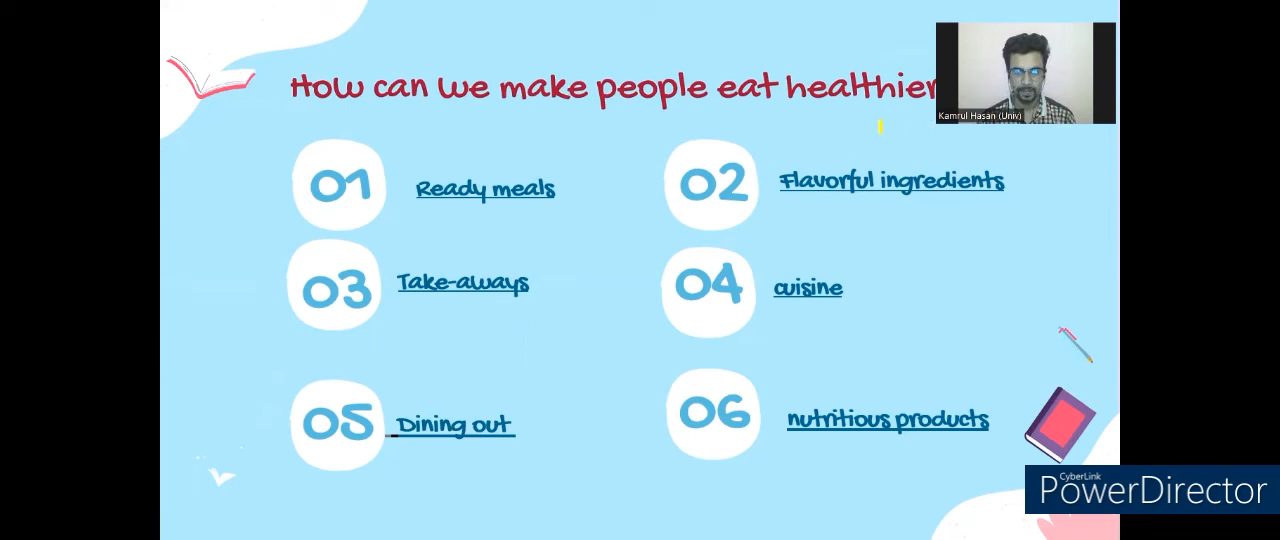 How can we make people eat healthier
Kamrul Hasan (Univ)
01 Ready meals
02 Flavorful ingredients
03 Take-aways
04 cuisine
05 Dining out
06 nutritious products
CyberLink
PowerDirector